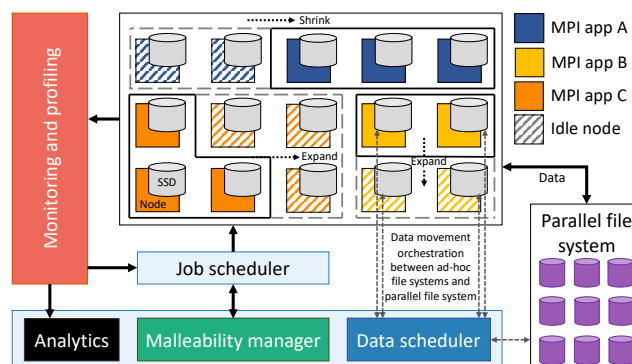 Shrink
MPI app A
MPI app B
MPI app C
Idle node
Monitoring and profiling
Expand
Expand
SSD
Node
Data
Parallel file
system
Data movement
orchestration
between ad-hoc
file systems and
parallel file system
Job scheduler
Analytics
Malleability manager
Data scheduler